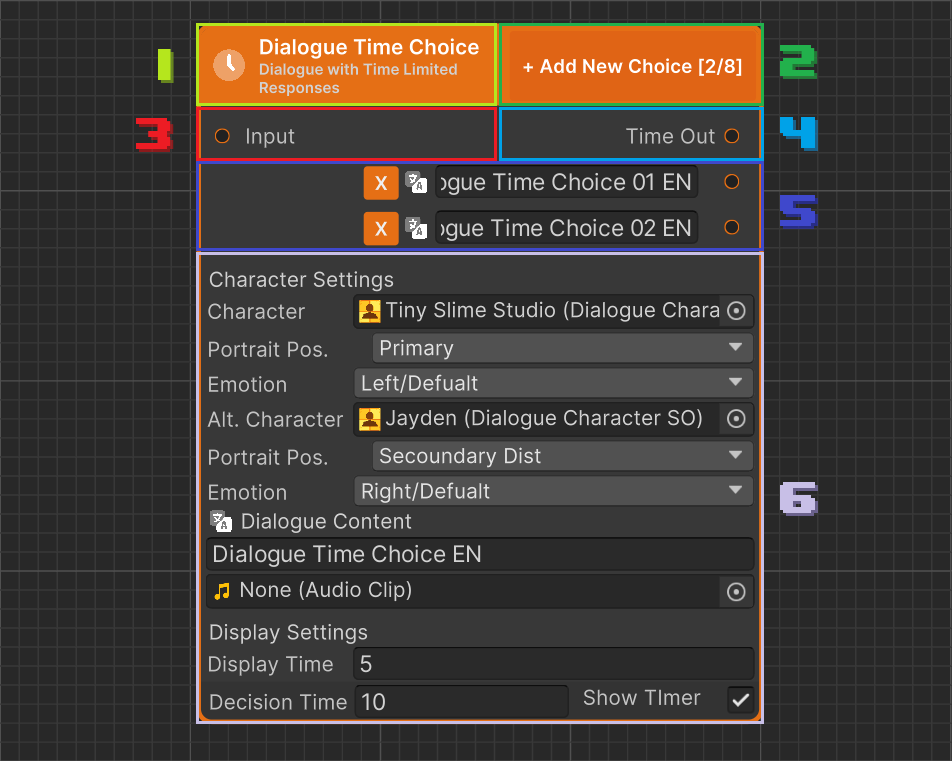 1
Dialogue Time Choice
Dialogue with Time Limited
Responses
+ Add New Choice [2/8]
2
3
Input
Time Out
4
X
ogue Time Choice 01 EN
X
ogue Time Choice 02 EN
5
Character Settings
Character
Tiny Slime Studio (Dialogue Chara
Portrait Pos.
Primary
Emotion
Left/Defualt
Alt. Character
Jayden (Dialogue Character SO)
Portrait Pos.
Secoundary Dist
Emotion
Right/Defualt
6
Dialogue Content
Dialogue Time Choice EN
None (Audio Clip)
Display Settings
Display Time
5
Decision Time
10
Show TImer